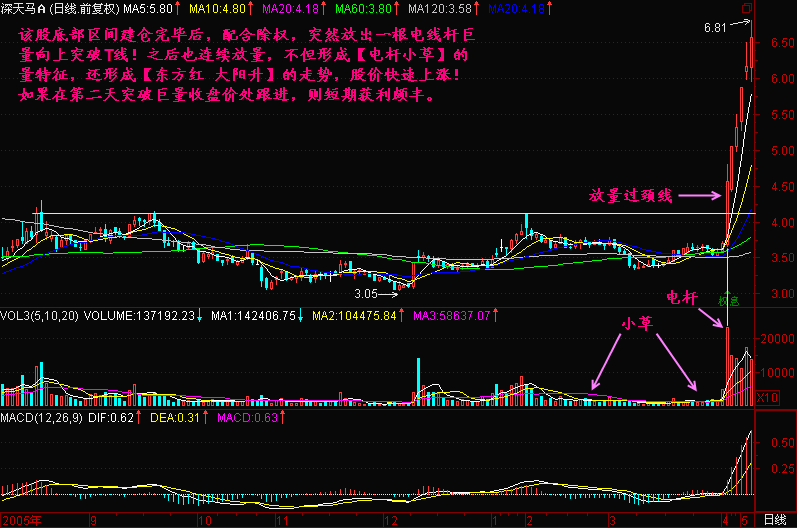 深天马A (日线.前复权) MA5:5.80↑ MA10:4.80↑ MA20:4.18↑ MA60:3.80↑ MA120:3.58↑ MA20:4.18↑
该股底部区间建仓完毕后，配合除权，突然放出一根电线杆巨
量向上突破T线！之后也连续放量，不但形成【电杆小草】的
量特征，还形成【东方红 大阳升】的走势，股价快速上涨！
如果在第二天突破巨量收盘价处跟进，则短期获利颇丰。
6.81
6.50
6.00
5.50
5.00
4.50
放量过颈线
4.00
3.50
3.05
3.00
权息
电杆
VOL3(5,10,20) VOLUME:137192.23↓ MA1:142406.75↓ MA2:104475.84↑ MA3:58637.07↑
小草
20000
10000
X10
MACD(12,26,9) DIF:0.62↑ DEA:0.31↑ MACD:0.63↑
0.50
0.25
2005年 9 10 11 12 1 2 3 4 5 日线